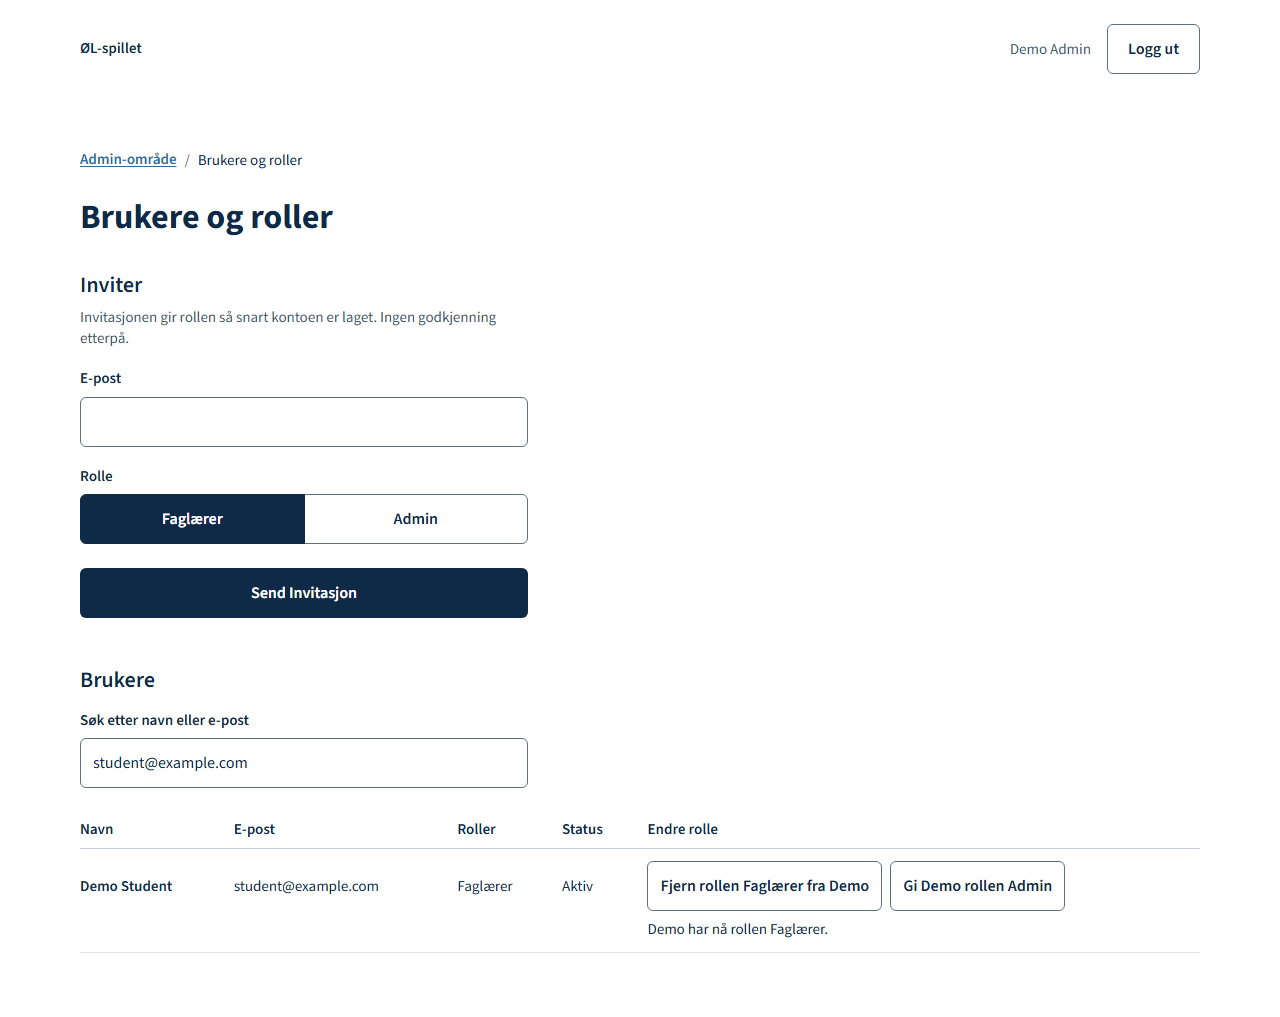 ØL-spillet
Demo Admin
Logg ut
Admin-område / Brukere og roller
Brukere og roller
Inviter
Invitasjonen gir rollen så snart kontoen er laget. Ingen godkjenning
etterpå.
E-post
Rolle
Faglærer
Admin
Send Invitasjon
Brukere
Søk etter navn eller e-post
student@example.com
Navn E-post Roller Status Endre rolle
Demo Student student@example.com Faglærer Aktiv Fjern rollen Faglærer fra Demo Gi Demo rollen Admin
Demo har nå rollen Faglærer.